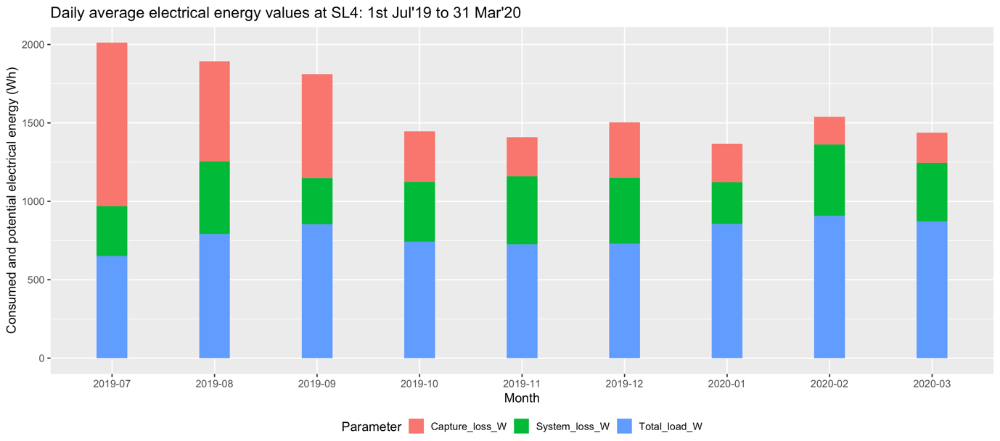 Daily average electrical energy values at SL4: 1st Jul'19 to 31 Mar'20
Consumed and potential electrical energy (Wh)
2000
1500
1000
500
0
2019-07 2019-08 2019-09 2019-10 2019-11 2019-12 2020-01 2020-02 2020-03
Month
Parameter Capture_loss_W System_loss_W Total_load_W